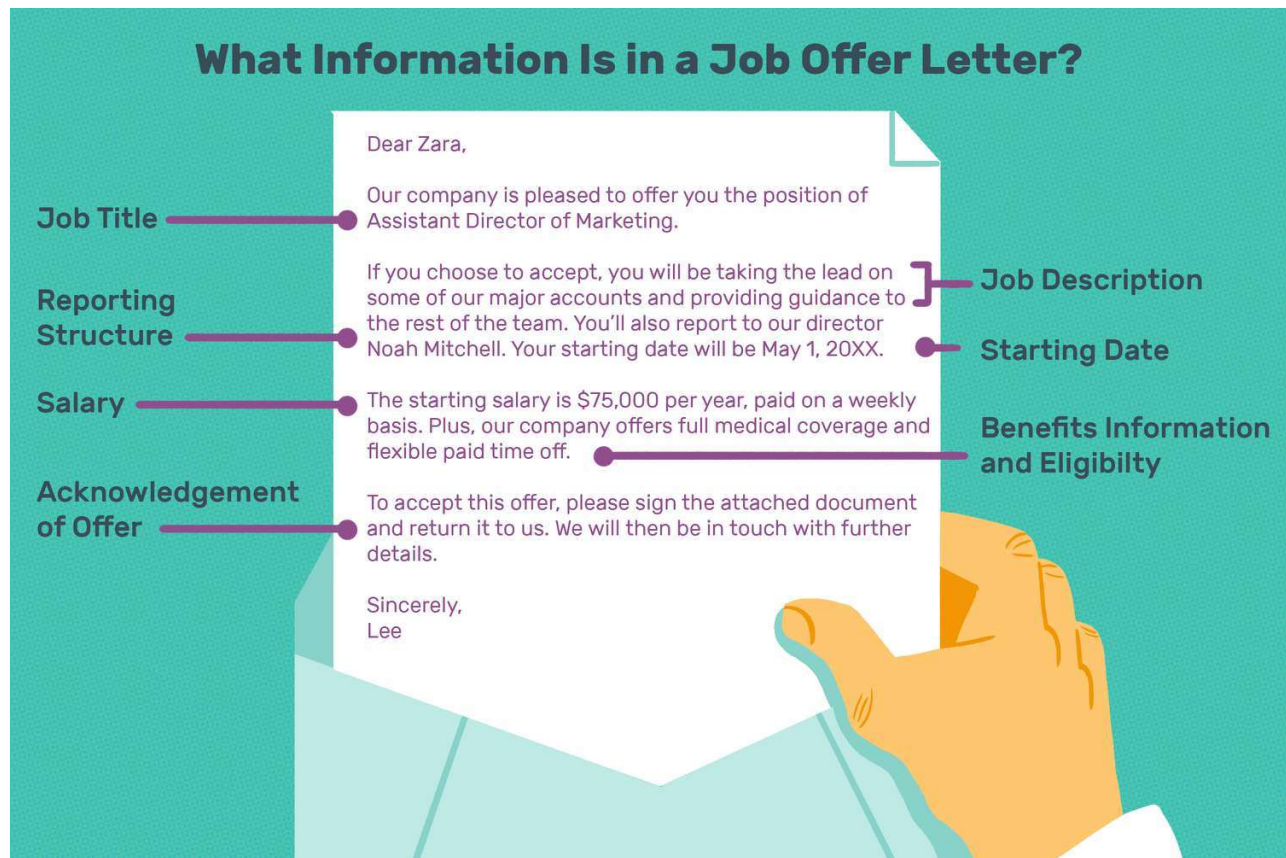 What Information Is in a Job Offer Letter?
Dear Zara,
Our company is pleased to offer you the position of
Assistant Director of Marketing.
If you choose to accept, you will be taking the lead on
some of our major accounts and providing guidance to
the rest of the team. You'll also report to our director
Noah Mitchell. Your starting date will be May 1, 20XX.
The starting salary is $75,000 per year, paid on a weekly
basis. Plus, our company offers full medical coverage and
flexible paid time off.
To accept this offer, please sign the attached document
and return it to us. We will then be in touch with further
details.
Sincerely,
Lee
Job Title
Reporting
Structure
Salary
Acknowledgement
of Offer
Job Description
Starting Date
Benefits Information
and Eligibilty